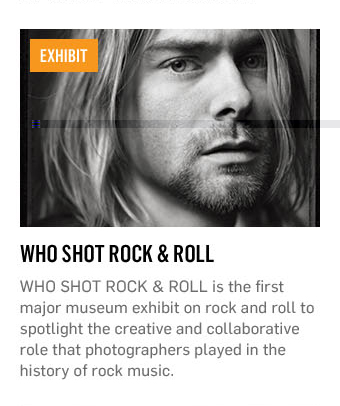 EXHIBIT
WHO SHOT ROCK & ROLL
WHO SHOT ROCK & ROLL is the first
major museum exhibit on rock and roll to
spotlight the creative and collaborative
role that photographers played in the
history of rock music.